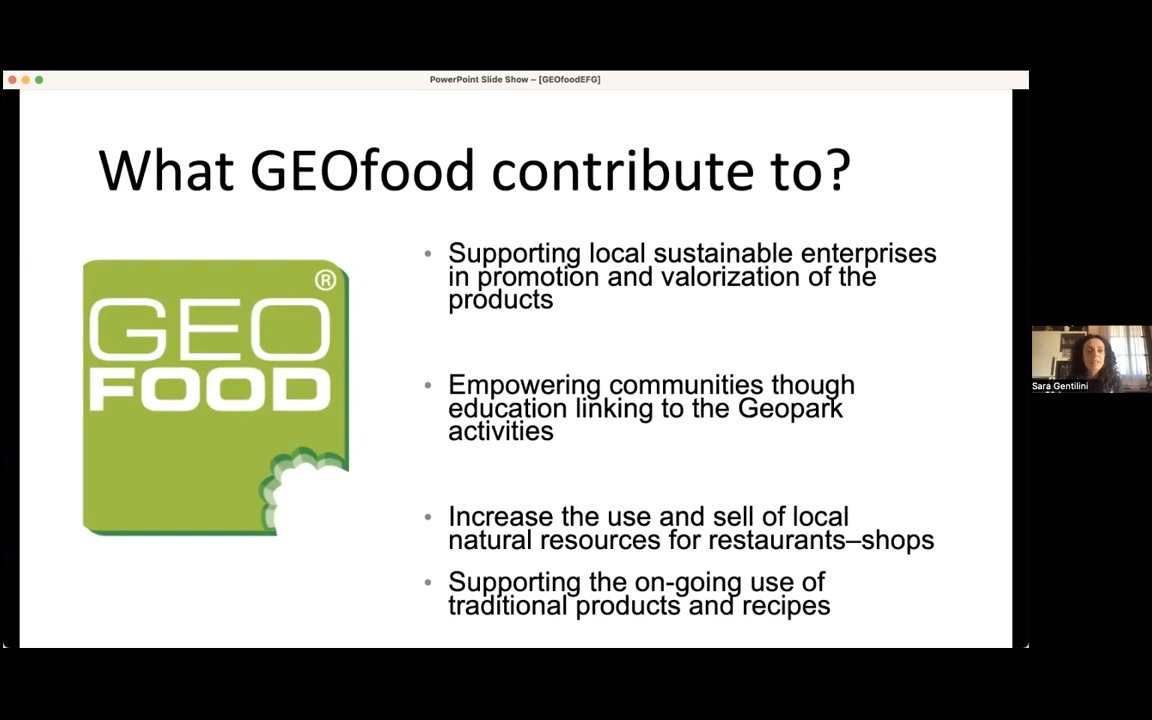 PowerPoint Slide Show – [GEOfoodEFG]
What GEOfood contribute to?
GEO
FOOD
®
• Supporting local sustainable enterprises
in promotion and valorization of the
products
• Empowering communities though
education linking to the Geopark
activities
• Increase the use and sell of local
natural resources for restaurants–shops
• Supporting the on-going use of
traditional products and recipes
Sara Gentilini